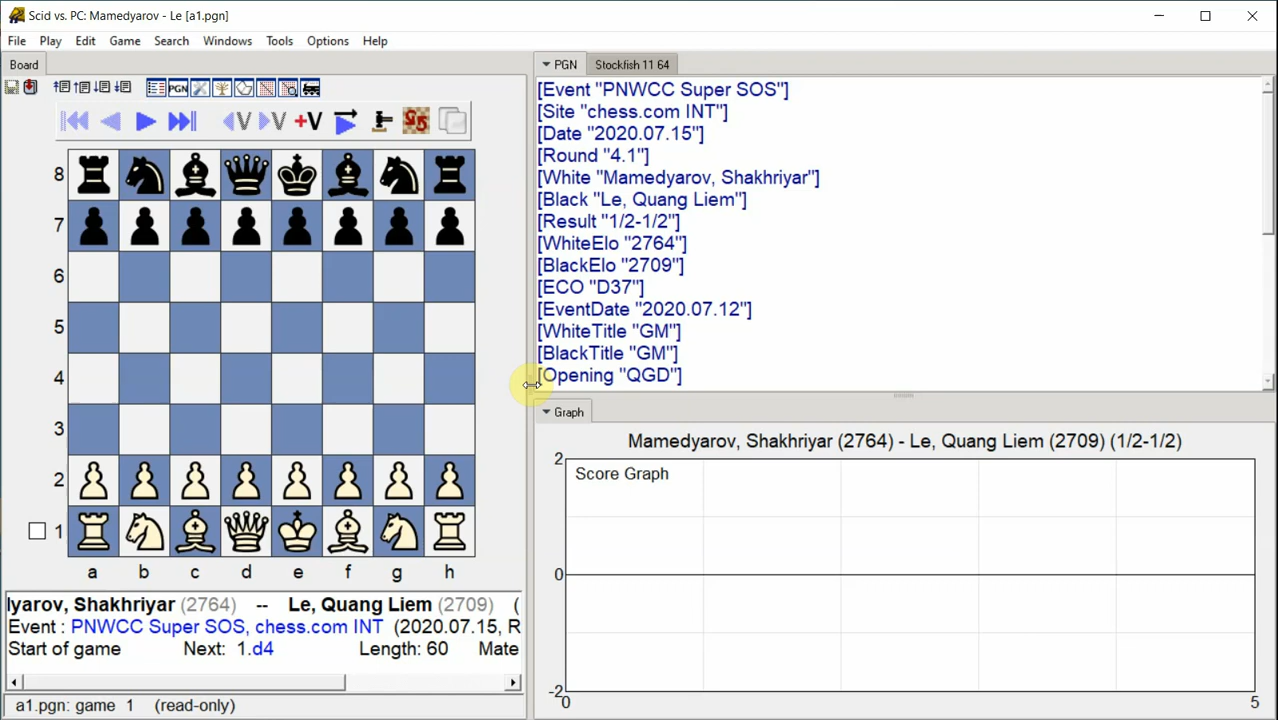 Scid vs. PC: Mamedyarov - Le [a1.pgn]
File Play Edit Game Search Windows Tools Options Help
Board
PGN
V V +V
8
7
6
5
4
3
2
1
a b c d e f g h
lyarov, Shakhriyar (2764) -- Le, Quang Liem (2709) (
Event : PNWCC Super SOS, chess.com INT (2020.07.15, R
Start of game Next: 1.d4 Length: 60 Mate
a1.pgn: game 1 (read-only)
PGN Stockfish 11 64
[Event "PNWCC Super SOS"]
[Site "chess.com INT"]
[Date "2020.07.15"]
[Round "4.1"]
[White "Mamedyarov, Shakhriyar"]
[Black "Le, Quang Liem"]
[Result "1/2-1/2"]
[WhiteElo "2764"]
[BlackElo "2709"]
[ECO "D37"]
[EventDate "2020.07.12"]
[WhiteTitle "GM"]
[BlackTitle "GM"]
[Opening "QGD"]
Graph
Mamedyarov, Shakhriyar (2764) - Le, Quang Liem (2709) (1/2-1/2)
2
Score Graph
0
-2
0 5